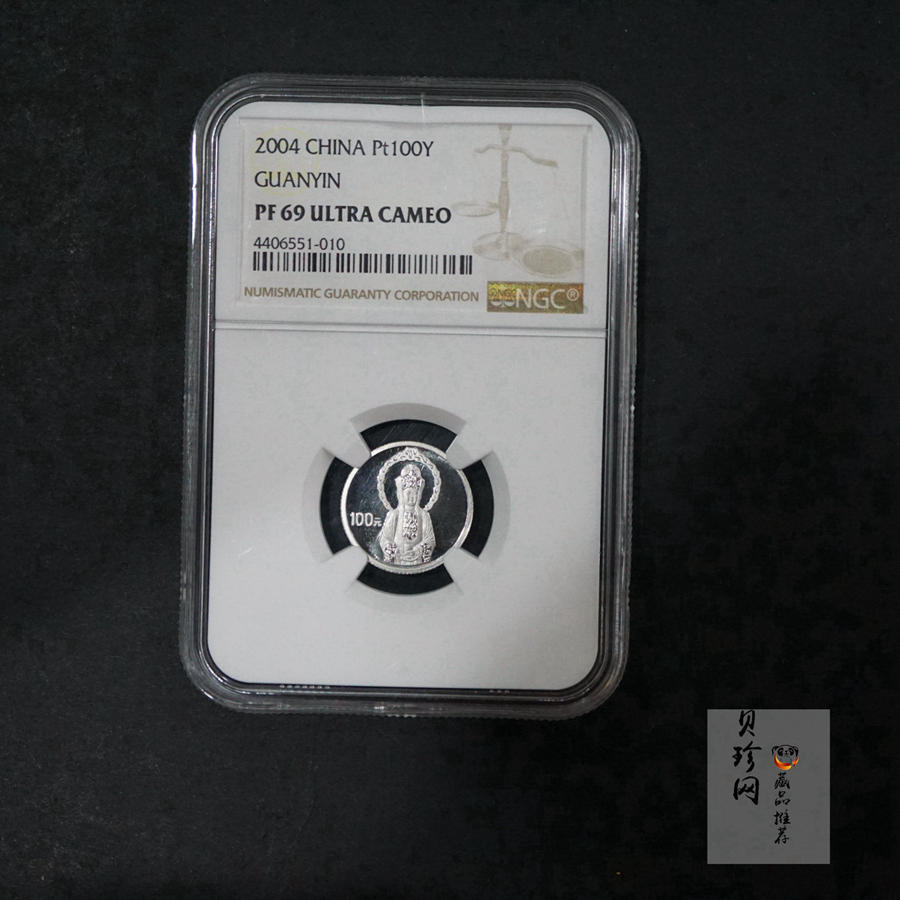 2004 CHINA Pt100Y
GUANYIN
PF 69 ULTRA CAMEO
4406551-010
NUMISMATIC GUARANTY CORPORATION
NGC®
100元
贝珍网
藏品推荐